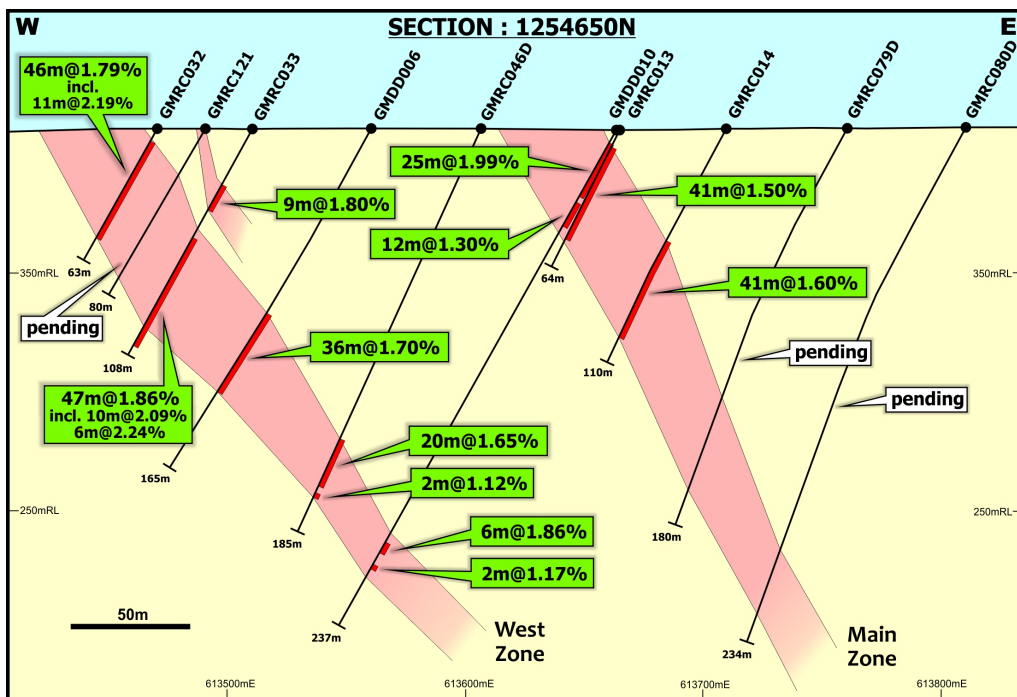 W
SECTION : 1254650N
E
GMRC032
GMRC121
GMRC033
GMDD006
GMRC046D
GMDD010
GMRC013
GMRC014
GMRC079D
GMRC080D
46m@1.79%
incl.
11m@2.19%
25m@1.99%
41m@1.50%
9m@1.80%
12m@1.30%
63m
64m
350mRL
350mRL
41m@1.60%
80m
pending
36m@1.70%
pending
108m
110m
47m@1.86%
incl. 10m@2.09%
6m@2.24%
pending
20m@1.65%
165m
2m@1.12%
250mRL
250mRL
6m@1.86%
185m
180m
2m@1.17%
50m
237m
West
Zone
Main
Zone
234m
613500mE
613600mE
613700mE
613800mE